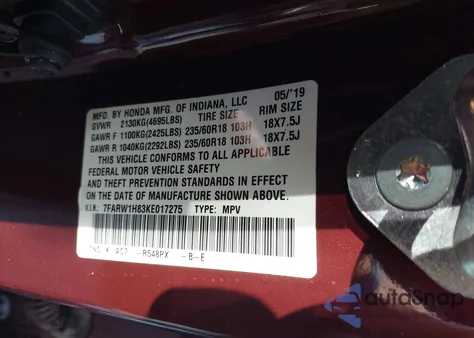 MFD. BY HONDA MFG. OF INDIANA, LLC 05/'19
GVWR 2130KG(4695LBS) TIRE SIZE RIM SIZE
GAWR F 1100KG(2425LBS) 235/60R18 103H 18X7.5J
GAWR R 1040KG(2292LBS) 235/60R18 103H 18X7.5J
THIS VEHICLE CONFORMS TO ALL APPLICABLE
FEDERAL MOTOR VEHICLE SAFETY
AND THEFT PREVENTION STANDARDS IN EFFECT
ON THE DATE OF MANUFACTURE SHOWN ABOVE.
V.I.N.: 7FARW1H83KE017275 TYPE: MPV
R548PX -B-E
autoSnap